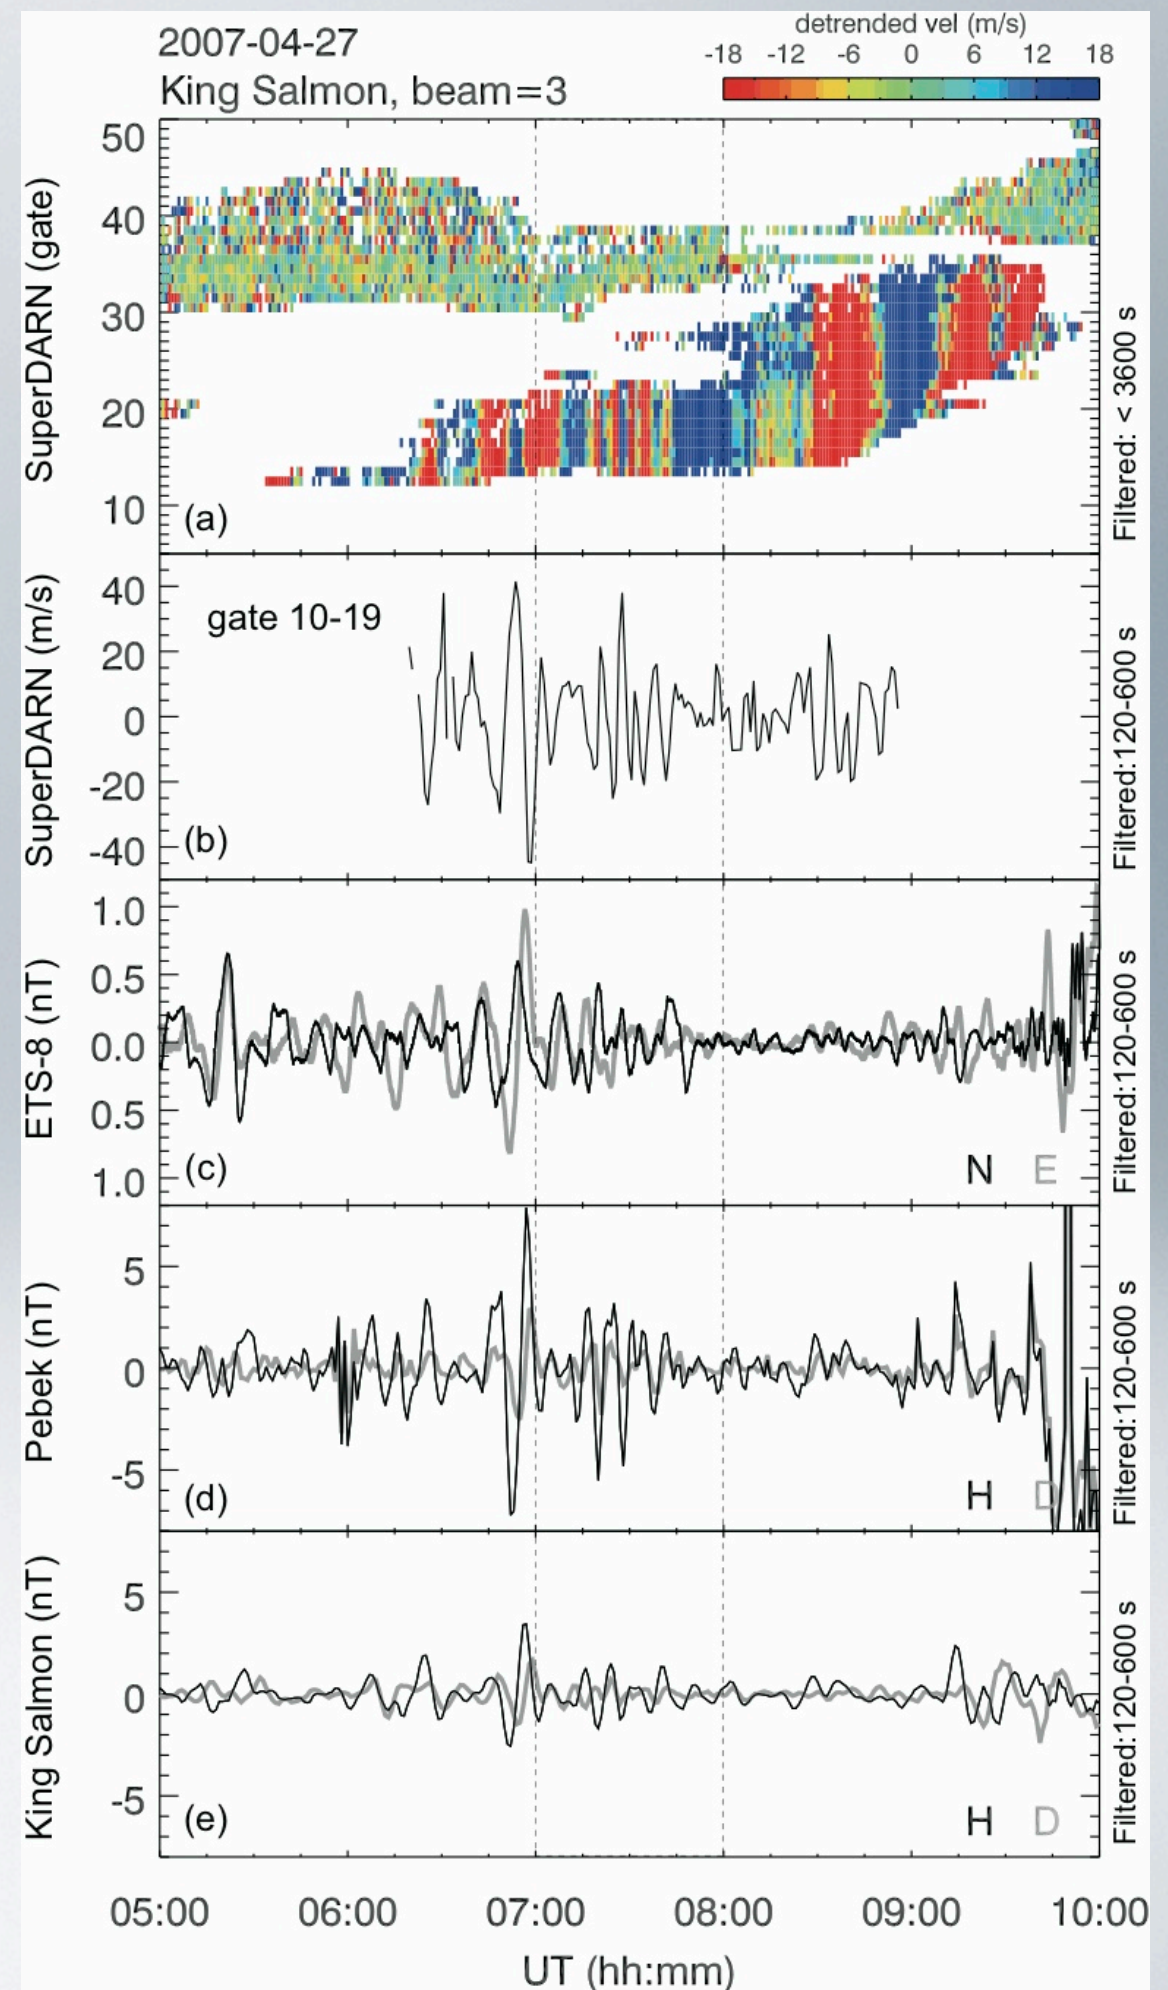 2007-04-27
King Salmon, beam=3
detrended vel (m/s)
-18 -12 -6 0 6 12 18
SuperDARN (gate)
50
40
30
20
10
(a)
Filtered: < 3600 s
SuperDARN (m/s)
40
20
0
-20
-40
gate 10-19
(b)
Filtered:120-600 s
ETS-8 (nT)
1.0
0.5
0.0
0.5
1.0
(c)
N E
Filtered:120-600 s
Pebek (nT)
5
0
-5
(d)
H D
Filtered:120-600 s
King Salmon (nT)
5
0
-5
(e)
H D
Filtered:120-600 s
05:00 06:00 07:00 08:00 09:00 10:00
UT (hh:mm)